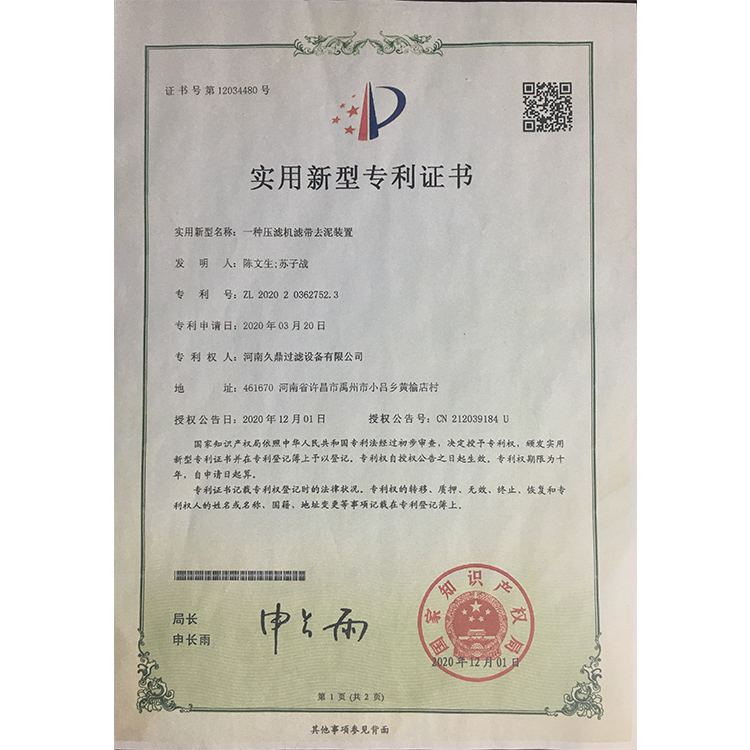 证书号第12034480号
实用新型专利证书
实用新型名称：一种压滤机滤带去泥装置
发明人：陈文生;苏子战
专利号：ZL 2020 2 0362752.3
专利申请日：2020年03月20日
专利权人：河南久鼎过滤设备有限公司
地址：461670 河南省许昌市禹州市小吕乡黄榆店村
授权公告日：2020年12月01日 授权公告号：CN 212039184 U
国家知识产权局依照中华人民共和国专利法经过初步审查，决定授予专利权，颁发实用
新型专利证书并在专利登记簿上予以登记。专利权自授权公告之日起生效。专利权期限为十
年，自申请日起算。
专利证书记载专利权登记时的法律状况。专利权的转移、质押、无效、终止、恢复和专
利权人的姓名或名称、国籍、地址变更等事项记载在专利登记簿上。
局长
申长雨
申长雨
国家知识产权局
2020年12月01日
第 1 页 (共 2 页)
其他事项参见背面